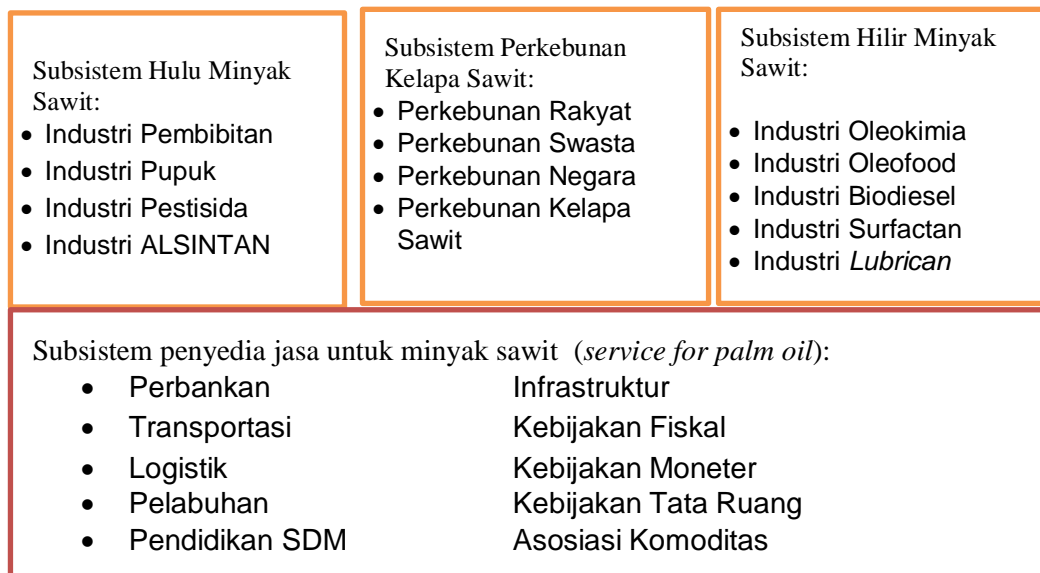 Subsistem Hulu Minyak
Sawit:
• Industri Pembibitan
• Industri Pupuk
• Industri Pestisida
• Industri ALSINTAN
Subsistem Perkebunan
Kelapa Sawit:
• Perkebunan Rakyat
• Perkebunan Swasta
• Perkebunan Negara
• Perkebunan Kelapa
Sawit
Subsistem Hilir Minyak
Sawit:
• Industri Oleokimia
• Industri Oleofood
• Industri Biodiesel
• Industri Surfactan
• Industri Lubrican
Subsistem penyedia jasa untuk minyak sawit (service for palm oil):
• Perbankan Infrastruktur
• Transportasi Kebijakan Fiskal
• Logistik Kebijakan Moneter
• Pelabuhan Kebijakan Tata Ruang
• Pendidikan SDM Asosiasi Komoditas